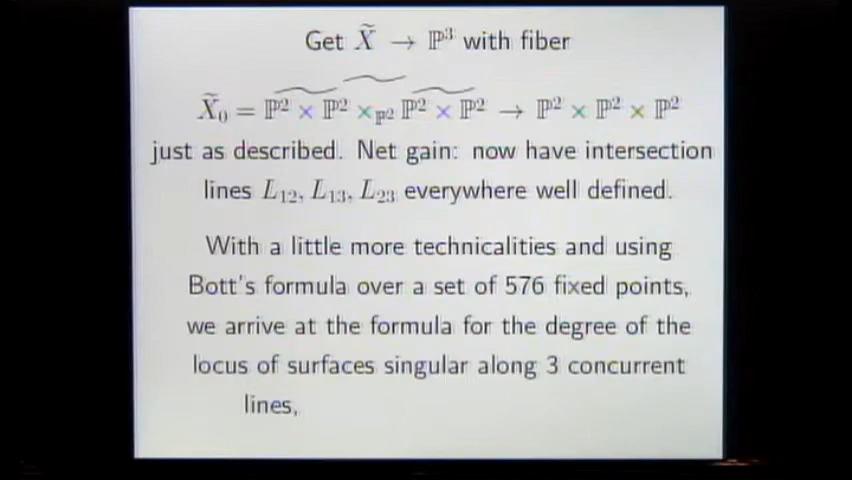 Get X̃ → ℙ³ with fiber
X̃₀ = ℙ² × ℙ² ×_ℙ² ℙ² × ℙ² → ℙ² × ℙ² × ℙ²
just as described. Net gain: now have intersection
lines L₁₂, L₁₃, L₂₃ everywhere well defined.
With a little more technicalities and using
Bott's formula over a set of 576 fixed points,
we arrive at the formula for the degree of the
locus of surfaces singular along 3 concurrent
lines,